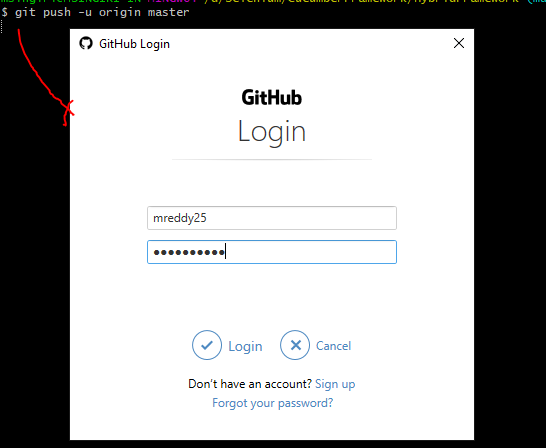 $ git push -u origin master
GitHub Login
GitHub
Login
mreddy25
●●●●●●●●●●
Login Cancel
Don't have an account? Sign up
Forgot your password?